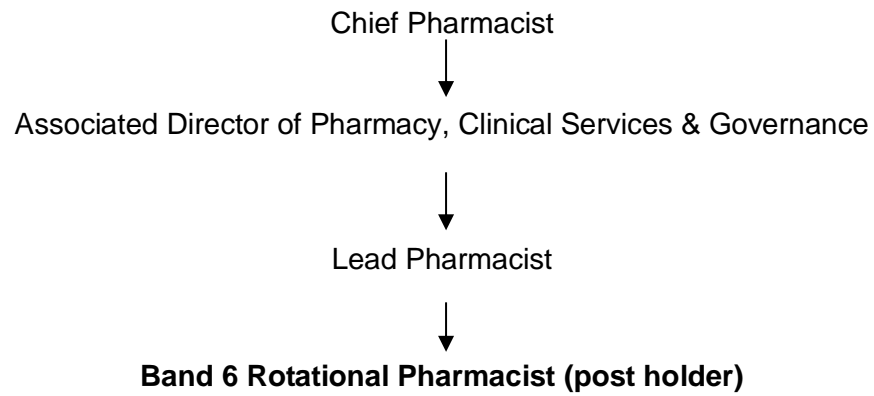 Chief Pharmacist
Associated Director of Pharmacy, Clinical Services & Governance
Lead Pharmacist
Band 6 Rotational Pharmacist (post holder)